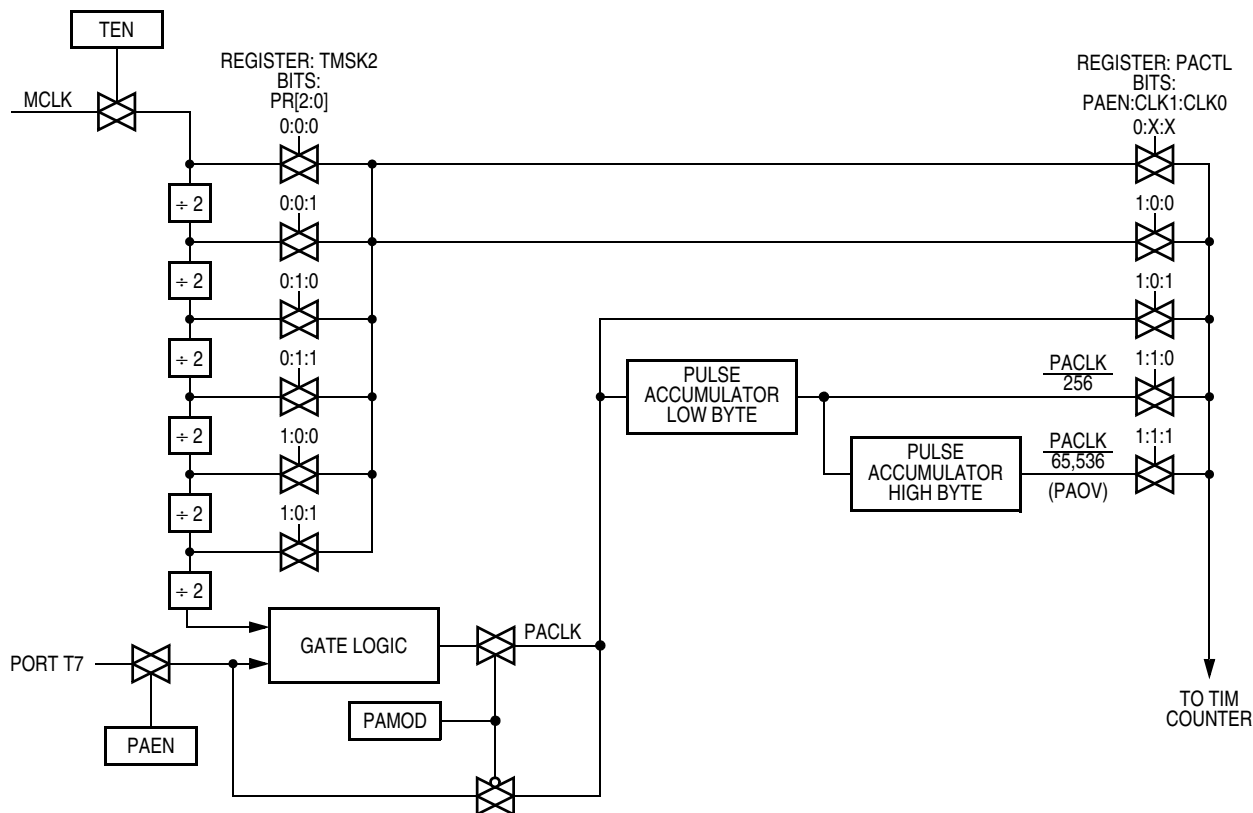 TEN
REGISTER: TMSK2
BITS:
PR[2:0]
REGISTER: PACTL
BITS:
PAEN:CLK1:CLK0
MCLK
0:0:0
0:X:X
÷ 2
0:0:1
1:0:0
÷ 2
0:1:0
1:0:1
÷ 2
0:1:1
PULSE
ACCUMULATOR
LOW BYTE
PACLK
256
1:1:0
÷ 2
1:0:0
PULSE
ACCUMULATOR
HIGH BYTE
PACLK
65,536
(PAOV)
1:1:1
÷ 2
1:0:1
÷ 2
GATE LOGIC
PACLK
PORT T7
PAMOD
PAEN
TO TIM
COUNTER